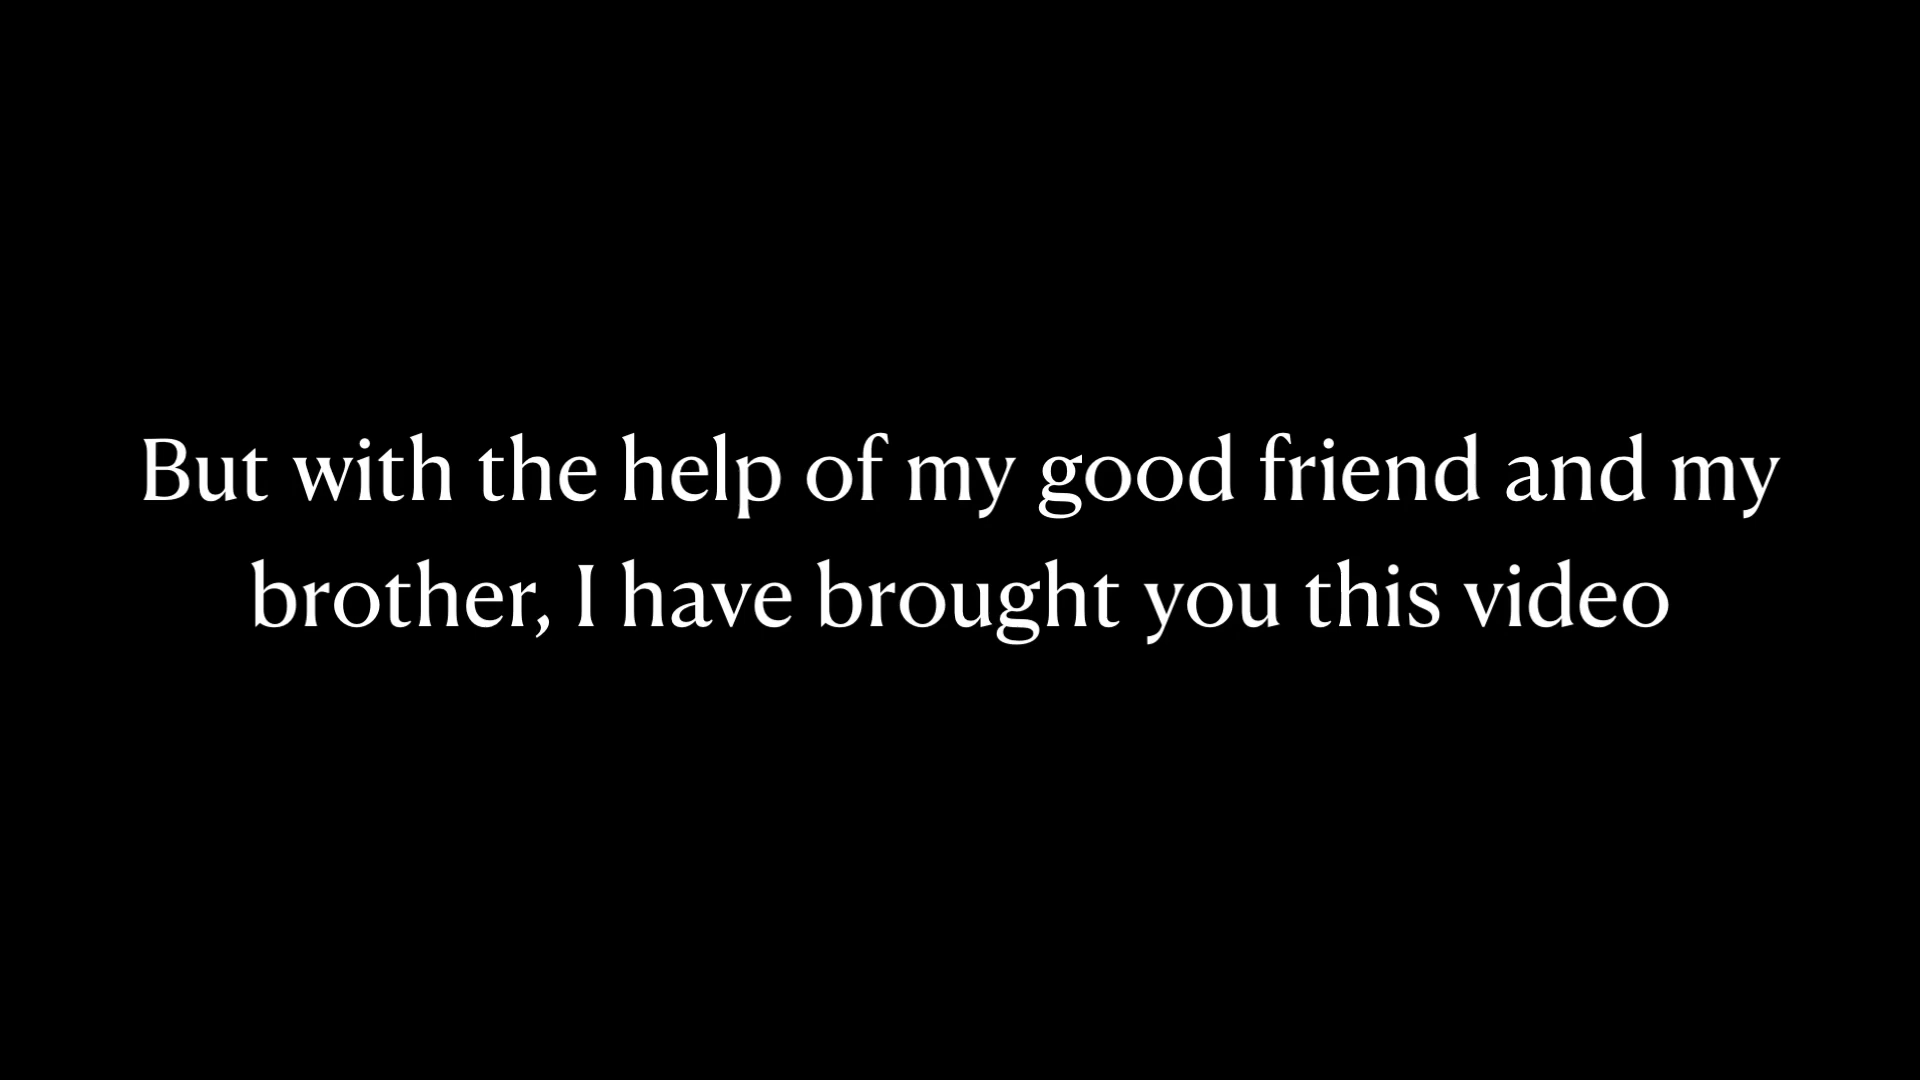 But with the help of my good friend and my
brother, I have brought you this video